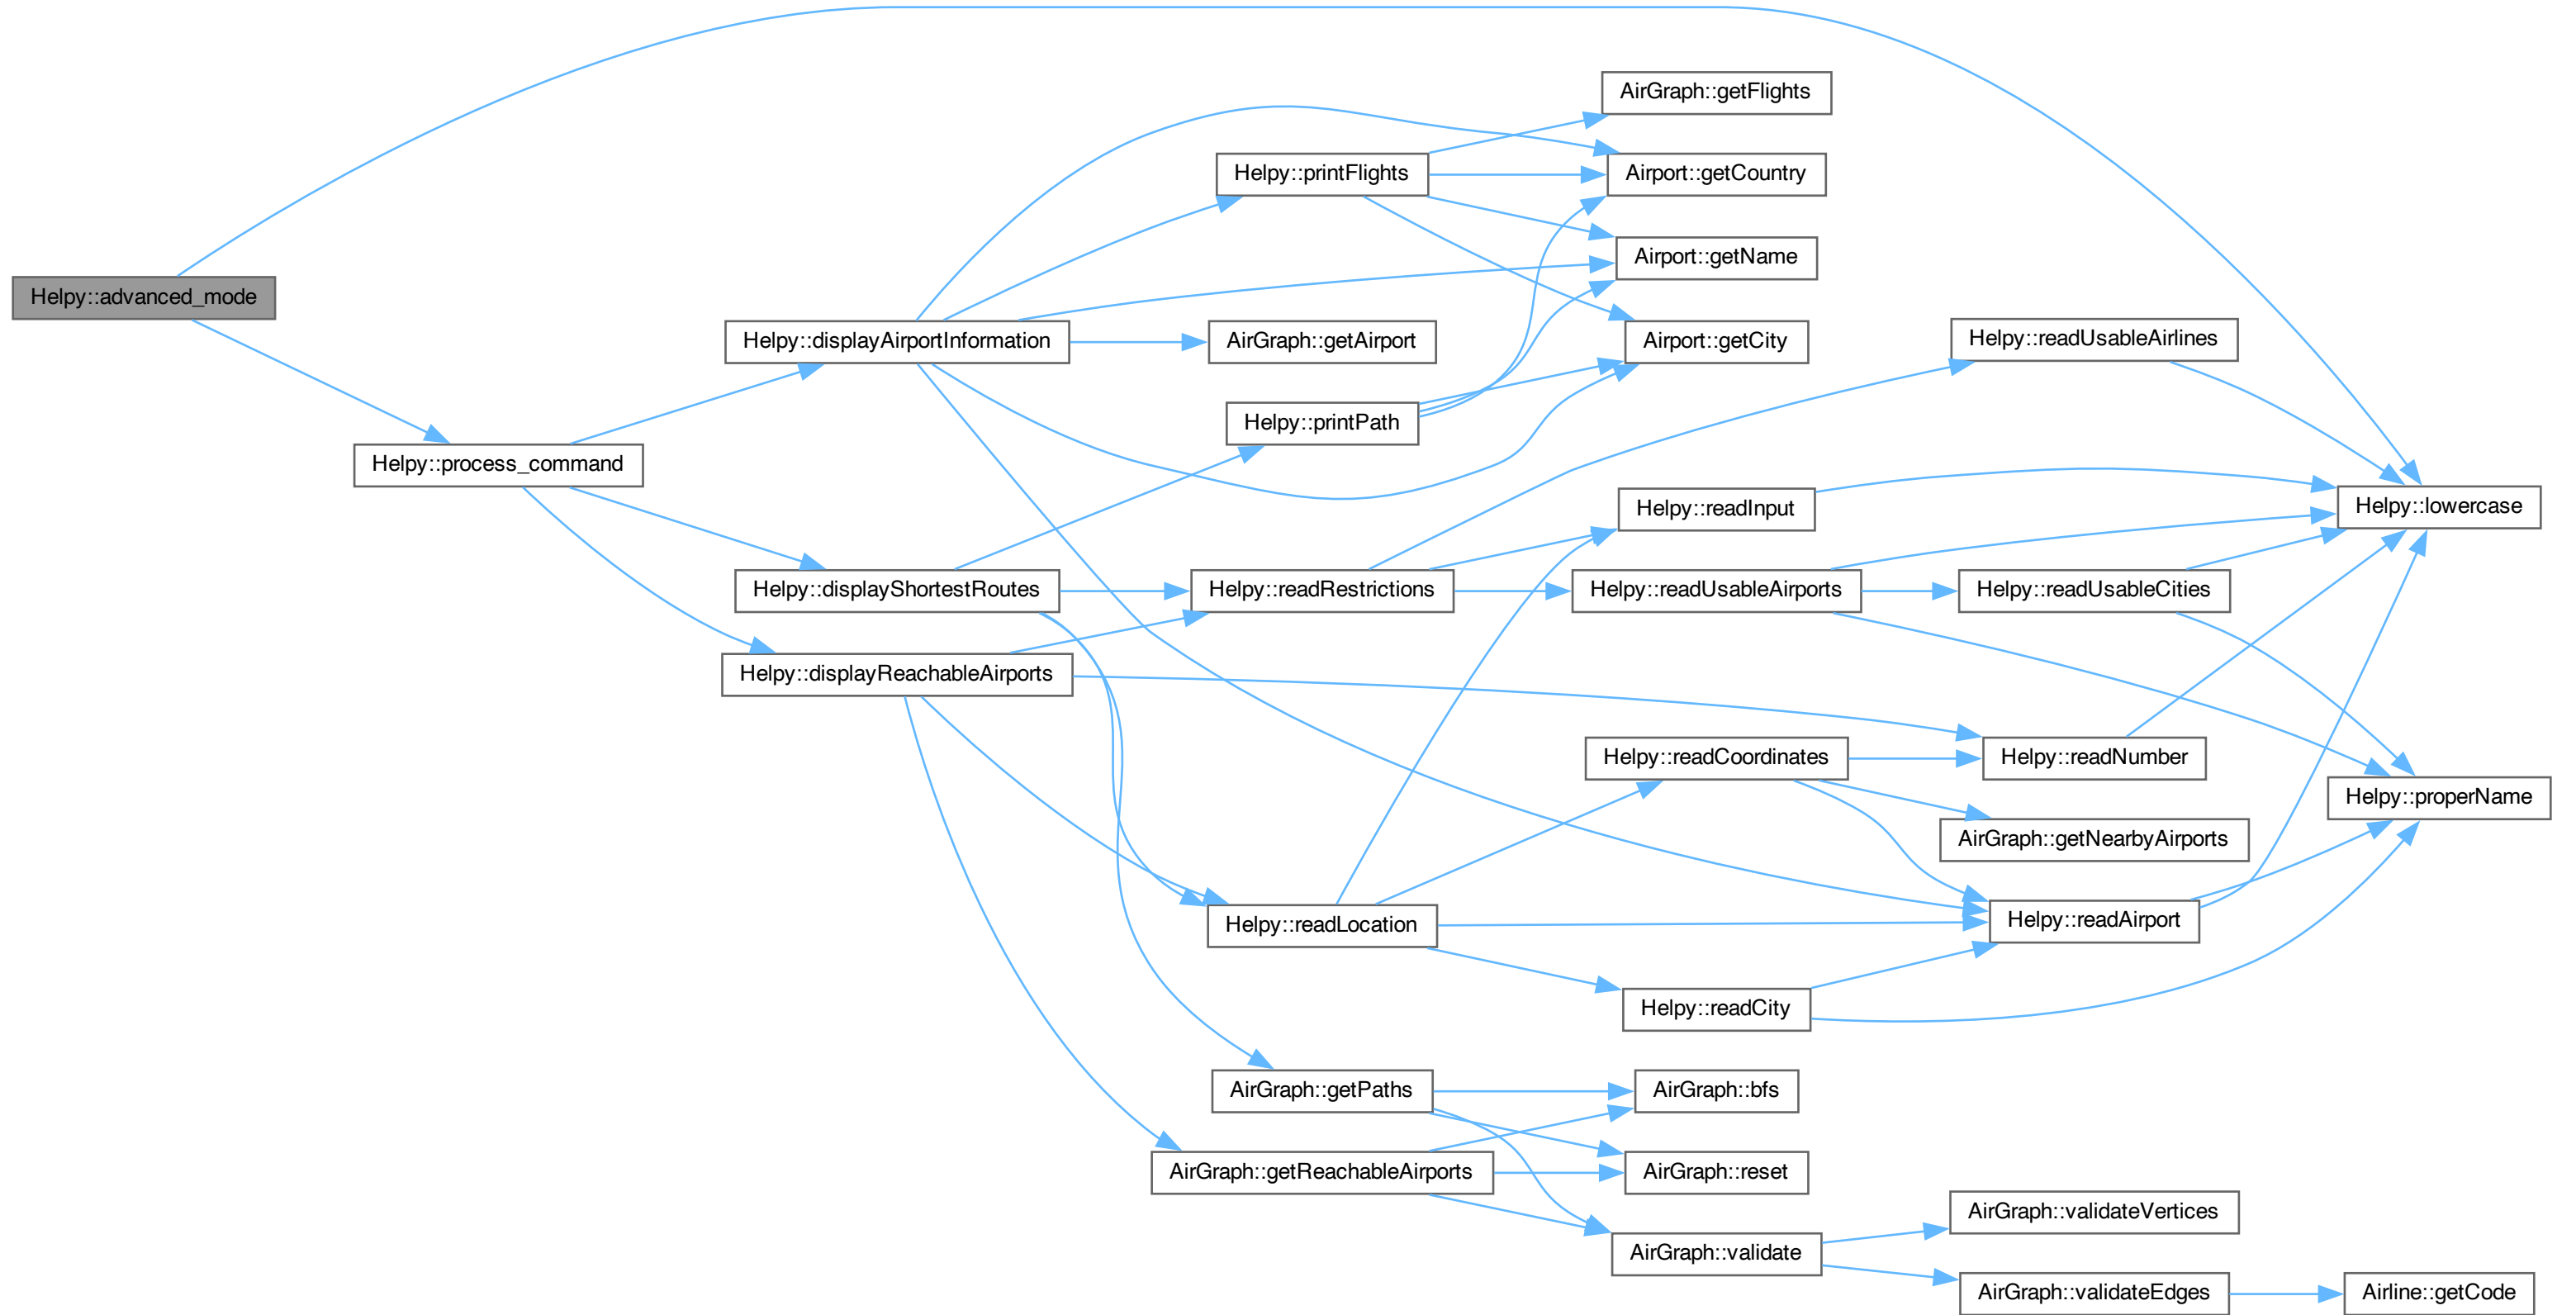 Helpy::advanced_mode
Helpy::process_command
Helpy::displayAirportInformation
Helpy::displayShortestRoutes
Helpy::displayReachableAirports
Helpy::printFlights
AirGraph::getAirport
Helpy::printPath
Helpy::readRestrictions
Helpy::readLocation
AirGraph::getPaths
AirGraph::getReachableAirports
AirGraph::getFlights
Airport::getCountry
Airport::getName
Airport::getCity
Helpy::readInput
Helpy::readUsableAirports
Helpy::readCoordinates
Helpy::readCity
AirGraph::bfs
AirGraph::reset
AirGraph::validate
Helpy::readUsableAirlines
Helpy::readUsableCities
Helpy::readNumber
AirGraph::getNearbyAirports
Helpy::readAirport
AirGraph::validateVertices
AirGraph::validateEdges
Helpy::lowercase
Helpy::properName
Airline::getCode